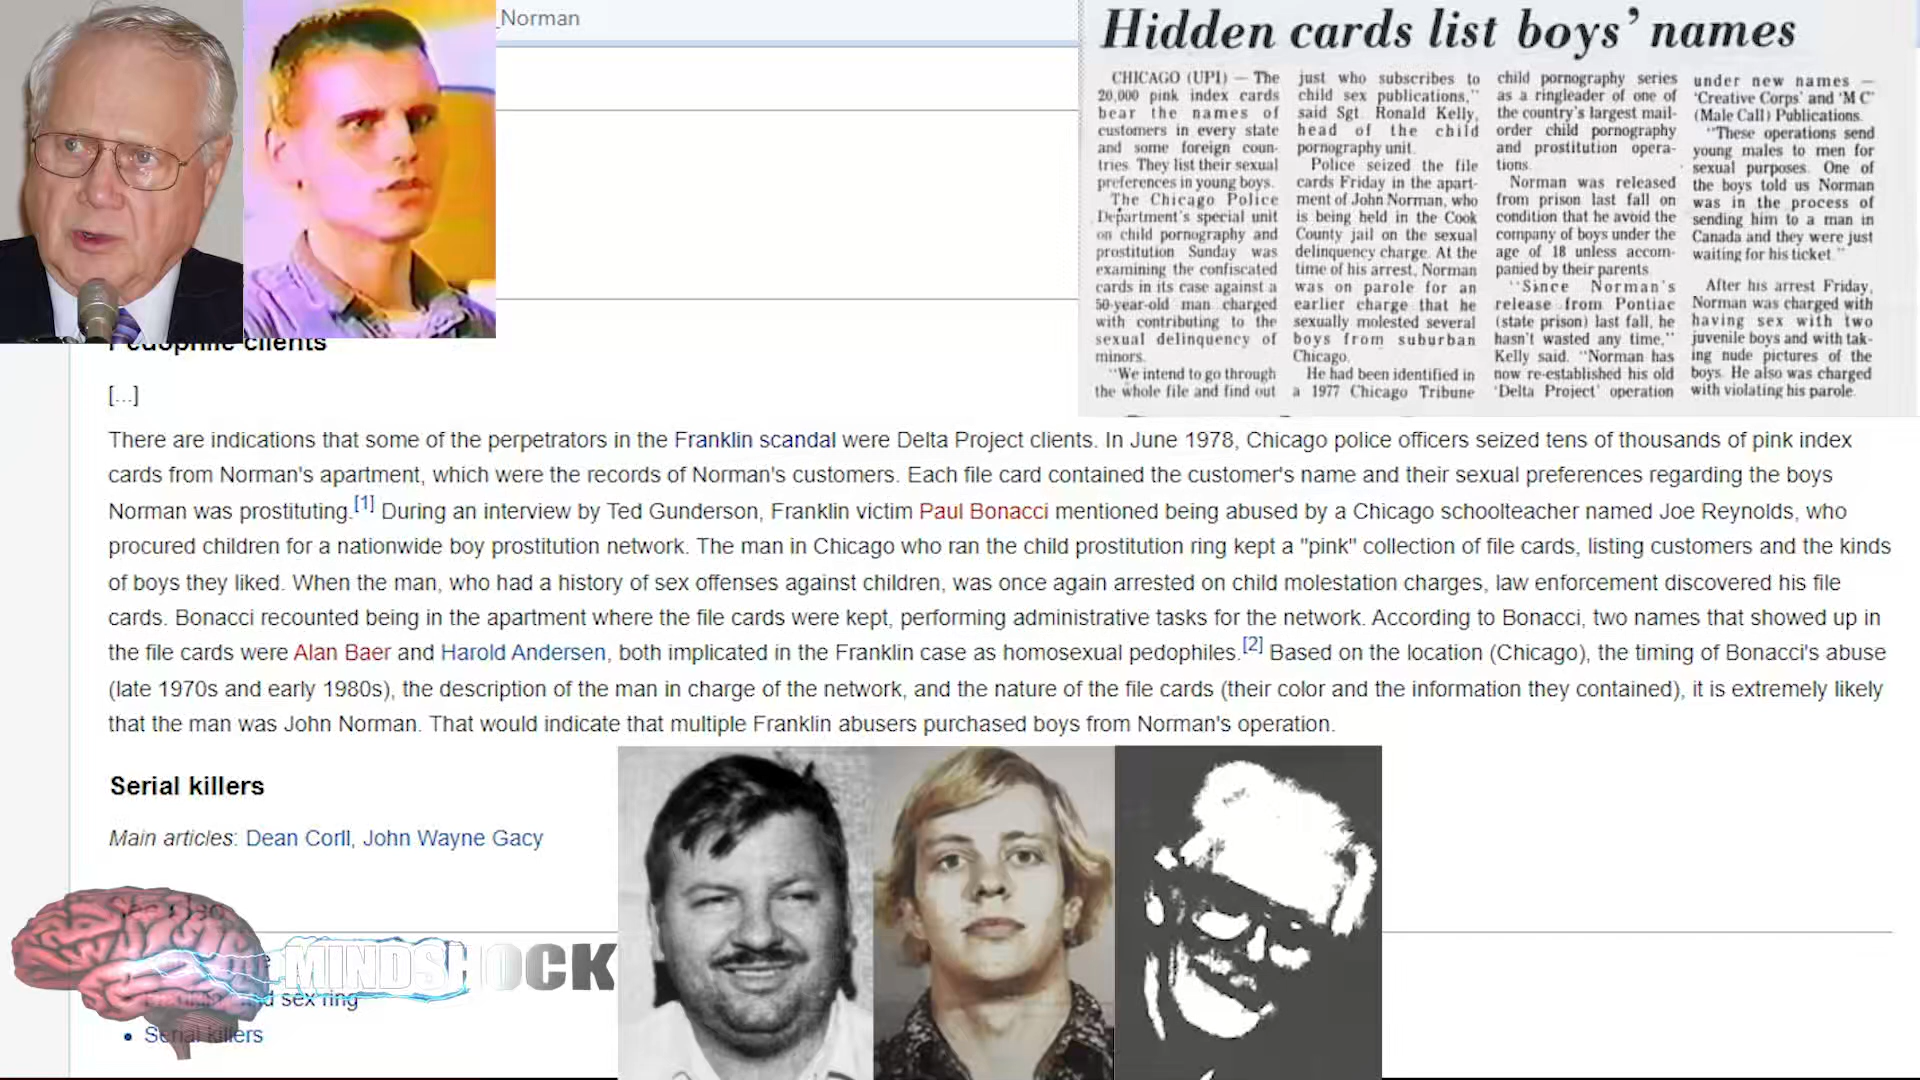 _Norman
Hidden cards list boys' names
CHICAGO (UPI) — The
20,000 pink index cards
bear the names of
customers in every state
and some foreign coun-
tries. They list their sexual
preferences in young boys.
The Chicago Police
Department's special unit
on child pornography and
prostitution Sunday was
examining the confiscated
cards in its case against a
50-year-old man charged
with contributing to the
sexual delinquency of
minors.
"We intend to go through
the whole file and find out
just who subscribes to
child sex publications,"
said Sgt. Ronald Kelly,
head of the child
pornography unit.
Police seized the file
cards Friday in the apart-
ment of John Norman, who
is being held in the Cook
County jail on the sexual
delinquency charge. At the
time of his arrest, Norman
was on parole for an
earlier charge that he
sexually molested several
boys from suburban
Chicago.
He had been identified in
a 1977 Chicago Tribune
child pornography series
as a ringleader of one of
the country's largest mail-
order child pornography
and prostitution opera-
tions.
Norman was released
from prison last fall on
condition that he avoid the
company of boys under the
age of 18 unless accom-
panied by their parents
"Since Norman's
release from Pontiac
(state prison) last fall, he
hasn't wasted any time,"
Kelly said. "Norman has
now re-established his old
'Delta Project' operation
under new names —
'Creative Corps' and 'M C'
(Male Call) Publications.
"These operations send
young males to men for
sexual purposes. One of
the boys told us Norman
was in the process of
sending him to a man in
Canada and they were just
waiting for his ticket."
After his arrest Friday,
Norman was charged with
having sex with two
juvenile boys and with tak-
ing nude pictures of the
boys. He also was charged
with violating his parole.
Pedophile clients
[...]
There are indications that some of the perpetrators in the Franklin scandal were Delta Project clients. In June 1978, Chicago police officers seized tens of thousands of pink index
cards from Norman's apartment, which were the records of Norman's customers. Each file card contained the customer's name and their sexual preferences regarding the boys
Norman was prostituting.[1] During an interview by Ted Gunderson, Franklin victim Paul Bonacci mentioned being abused by a Chicago schoolteacher named Joe Reynolds, who
procured children for a nationwide boy prostitution network. The man in Chicago who ran the child prostitution ring kept a "pink" collection of file cards, listing customers and the kinds
of boys they liked. When the man, who had a history of sex offenses against children, was once again arrested on child molestation charges, law enforcement discovered his file
cards. Bonacci recounted being in the apartment where the file cards were kept, performing administrative tasks for the network. According to Bonacci, two names that showed up in
the file cards were Alan Baer and Harold Andersen, both implicated in the Franklin case as homosexual pedophiles.[2] Based on the location (Chicago), the timing of Bonacci's abuse
(late 1970s and early 1980s), the description of the man in charge of the network, and the nature of the file cards (their color and the information they contained), it is extremely likely
that the man was John Norman. That would indicate that multiple Franklin abusers purchased boys from Norman's operation.
Serial killers
Main articles: Dean Corll, John Wayne Gacy
See also
MINDSHOCK
sex ring
• Serial killers